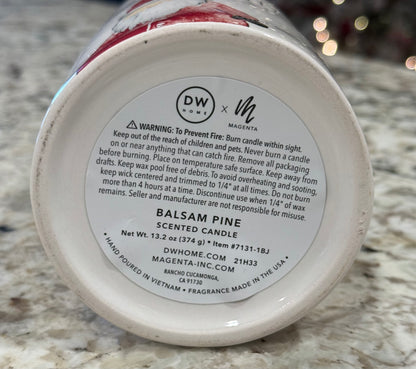 DW
HOME
x
M
MAGENTA
⚠ WARNING: To Prevent Fire: Burn candle within sight.
Keep out of the reach of children and pets. Never burn a candle
on or near anything that can catch fire. Remove all packaging
before burning. Place on temperature safe surface. Keep away from
drafts. Keep wax pool free of debris. To avoid overheating and sooting,
keep wick centered and trimmed to 1/4" at all times. Do not burn
more than 4 hours at a time. Discontinue use when 1/4" of wax
remains. Seller and manufacturer are not responsible for misuse.
BALSAM PINE
SCENTED CANDLE
Net Wt. 13.2 oz (374 g) • Item #7131-1BJ
DWHOME.COM 21H33
MAGENTA-INC.COM
RANCHO CUCAMONGA,
CA 91730
• HAND POURED IN VIETNAM • FRAGRANCE MADE IN THE USA •